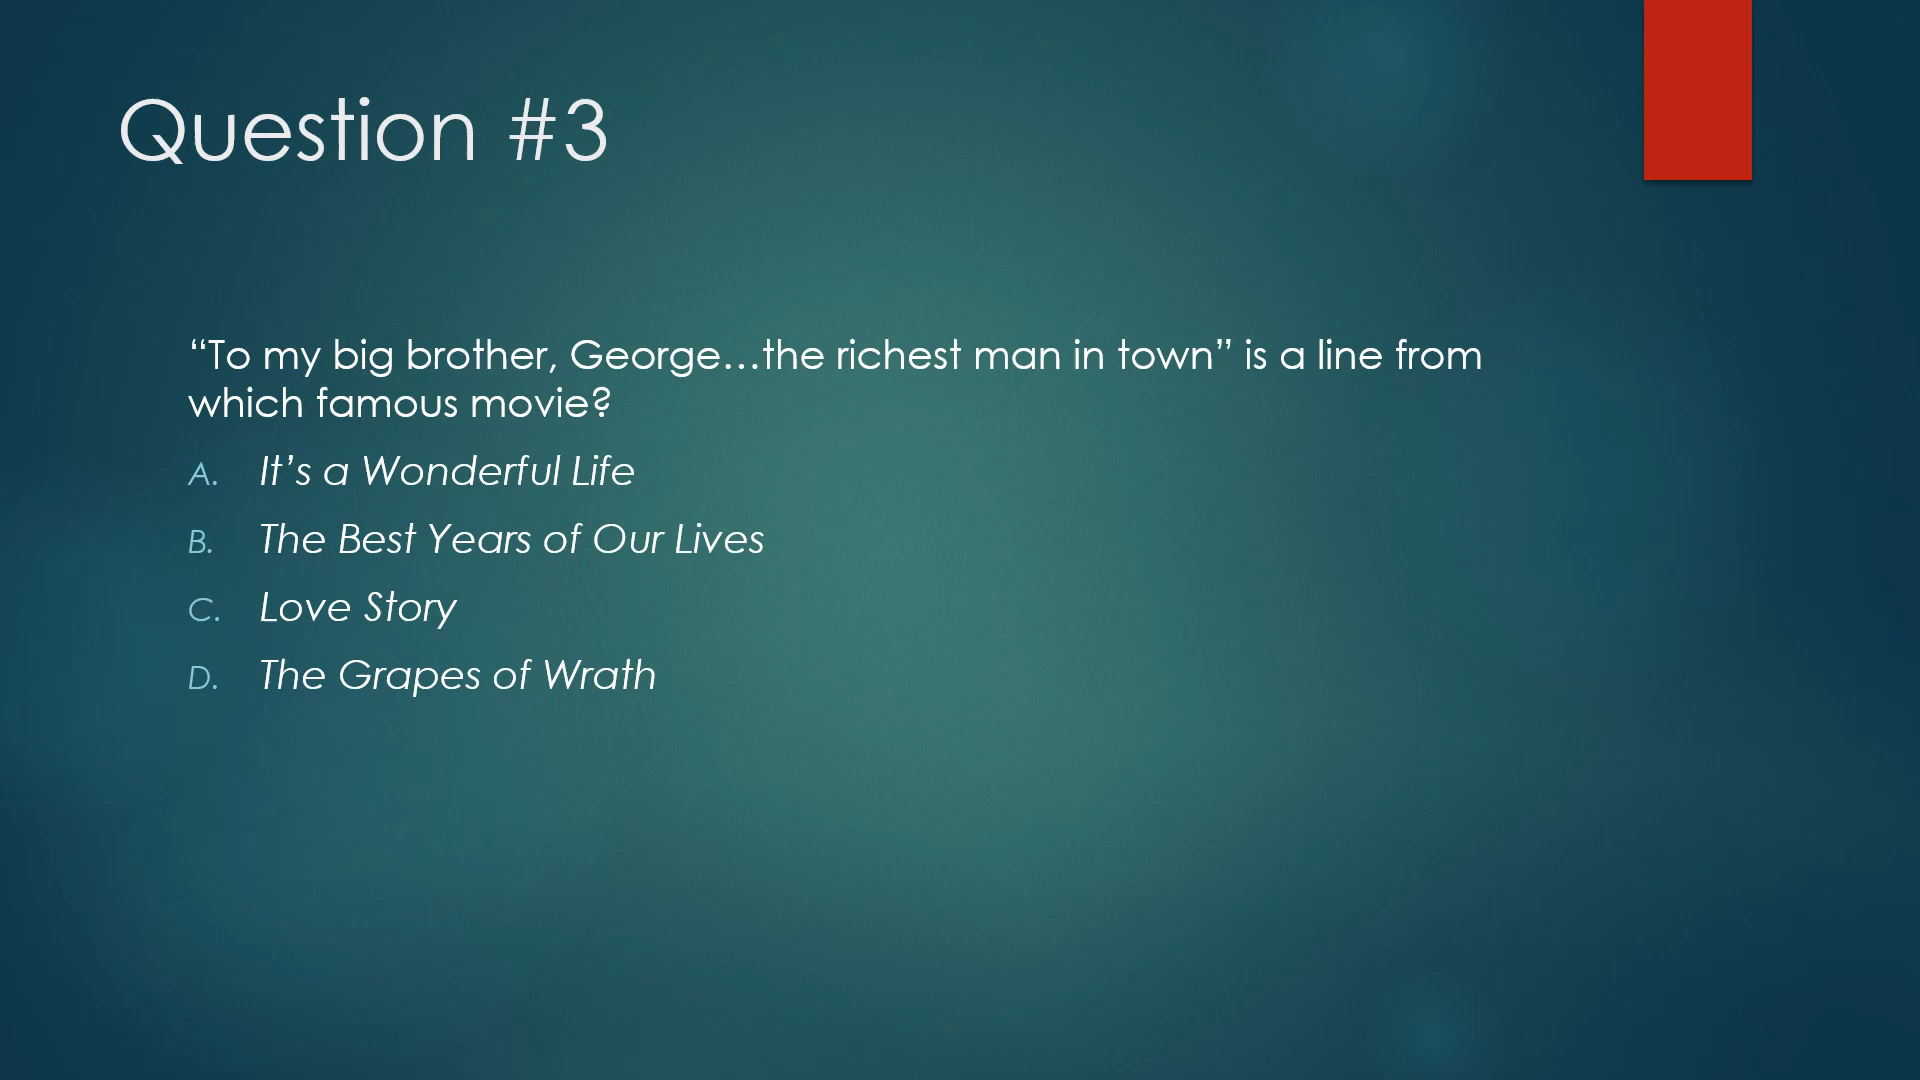 Question #3
“To my big brother, George…the richest man in town” is a line from
which famous movie?
A. It’s a Wonderful Life
B. The Best Years of Our Lives
C. Love Story
D. The Grapes of Wrath